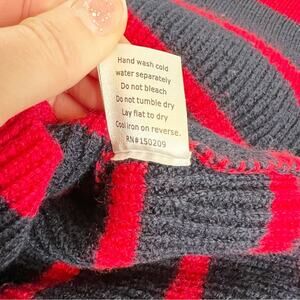 Hand wash cold
water separately
Do not bleach
Do not tumble dry
Lay flat to dry
Cool iron on reverse.
RN#150209